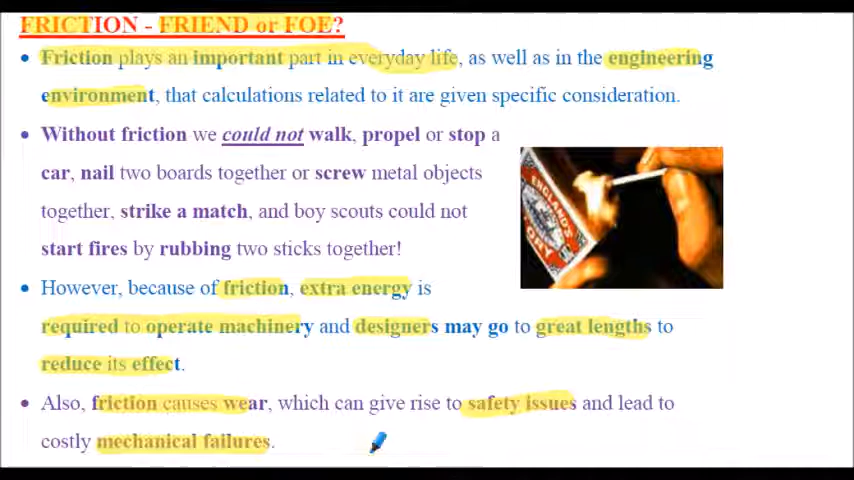 FRICTION - FRIEND or FOE?
• Friction plays an important part in everyday life, as well as in the engineering
environment, that calculations related to it are given specific consideration.
• Without friction we could not walk, propel or stop a
car, nail two boards together or screw metal objects
together, strike a match, and boy scouts could not
start fires by rubbing two sticks together!
• However, because of friction, extra energy is
required to operate machinery and designers may go to great lengths to
reduce its effect.
• Also, friction causes wear, which can give rise to safety issues and lead to
costly mechanical failures.
ENGLAND'S